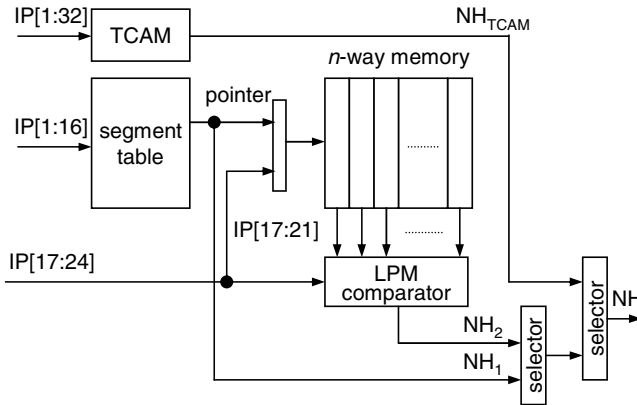 IP[1:32]
TCAM
NH_TCAM
n-way memory
pointer
IP[1:16]
segment
table
..........
IP[17:21]
............
IP[17:24]
LPM
comparator
NH_2
NH_1
selector
selector
NH